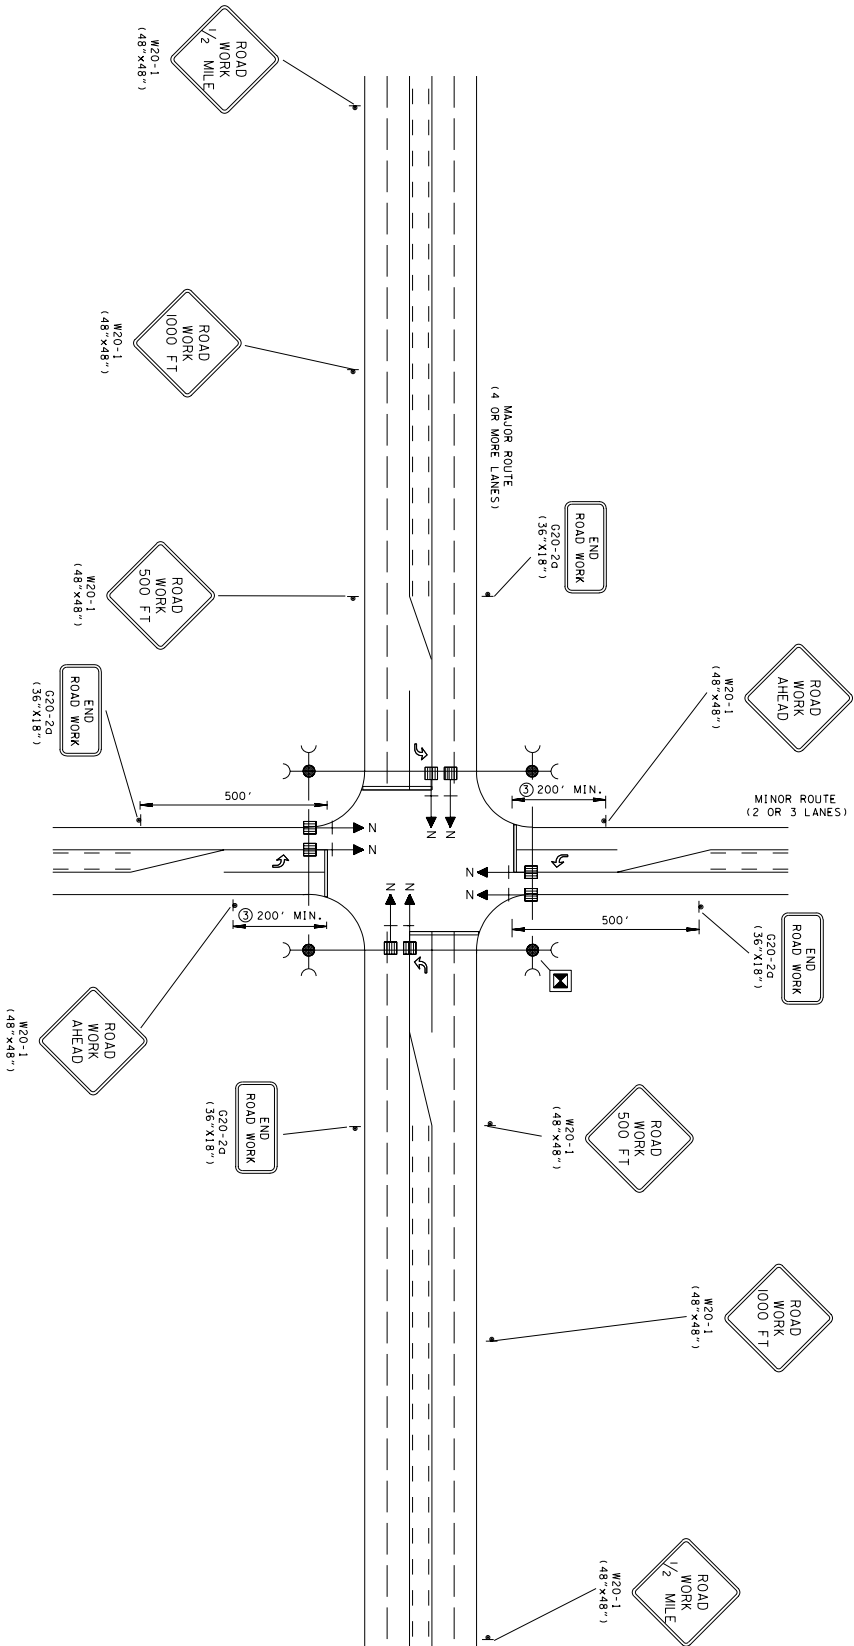 ROAD
WORK
1/2 MILE
W20-1
(48"x48")
ROAD
WORK
1000 FT
W20-1
(48"x48")
MAJOR ROUTE
(4 OR MORE LANES)
END
ROAD WORK
G20-2a
(36"X18")
ROAD
WORK
500 FT
W20-1
(48"x48")
END
ROAD WORK
G20-2a
(36"X18")
ROAD
WORK
AHEAD
W20-1
(48"x48")
MINOR ROUTE
(2 OR 3 LANES)
500'
③ 200' MIN.
N
N
N
N
N
N
N
N
③ 200' MIN.
500'
END
ROAD WORK
G20-2a
(36"X18")
ROAD
WORK
AHEAD
W20-1
(48"x48")
END
ROAD WORK
G20-2a
(36"X18")
ROAD
WORK
500 FT
W20-1
(48"x48")
ROAD
WORK
1000 FT
W20-1
(48"x48")
ROAD
WORK
1/2 MILE
W20-1
(48"x48")